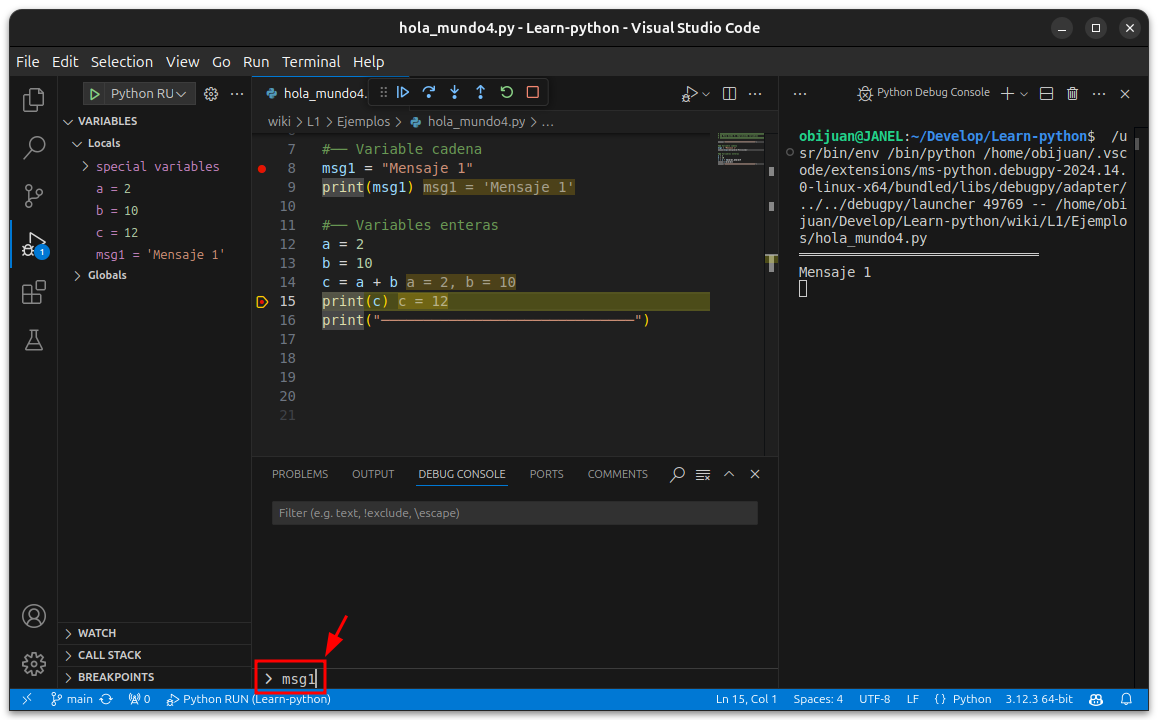 hola_mundo4.py - Learn-python - Visual Studio Code
File Edit Selection View Go Run Terminal Help
Python RU
VARIABLES
Locals
special variables
a = 2
b = 10
c = 12
msg1 = 'Mensaje 1'
Globals
WATCH
CALL STACK
BREAKPOINTS
hola_mundo4.
wiki > L1 > Ejemplos > hola_mundo4.py > ...
7 #── Variable cadena
8 msg1 = "Mensaje 1"
9 print(msg1) msg1 = 'Mensaje 1'
10
11 #── Variables enteras
12 a = 2
13 b = 10
14 c = a + b a = 2, b = 10
15 print(c) c = 12
16 print("──────────────────────────────")
17
18
19
20
21
PROBLEMS OUTPUT DEBUG CONSOLE PORTS COMMENTS
Filter (e.g. text, !exclude, \escape)
> msg1
Python Debug Console
obijuan@JANEL:~/Develop/Learn-python$ /u
sr/bin/env /bin/python /home/obijuan/.vsc
ode/extensions/ms-python.debugpy-2024.14.
0-linux-x64/bundled/libs/debugpy/adapter/
../../debugpy/launcher 49769 -- /home/obi
juan/Develop/Learn-python/wiki/L1/Ejemplo
s/hola_mundo4.py
══════════════════════════════
Mensaje 1
1
main 0 Python RUN (Learn-python) Ln 15, Col 1 Spaces: 4 UTF-8 LF {} Python 3.12.3 64-bit